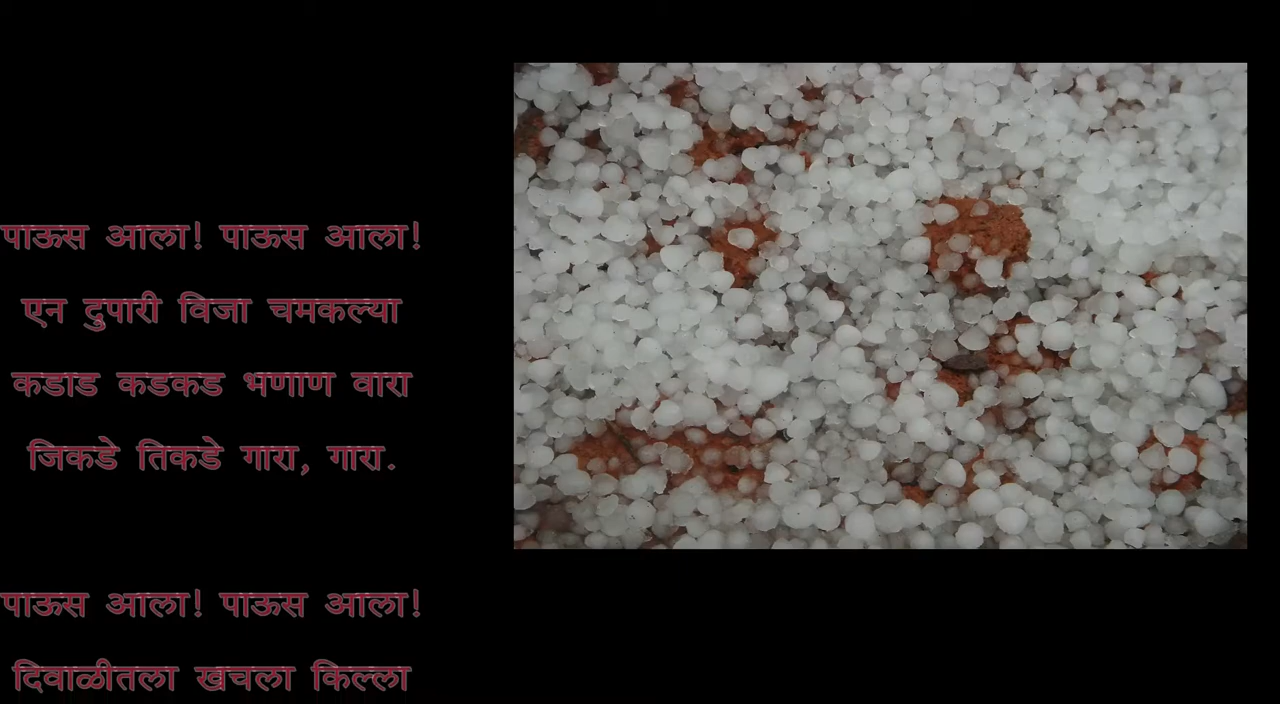 पाऊस आला! पाऊस आला!
एन दुपारी विजा चमकल्या
कडाड कडकड भणाण वारा
जिकडे तिकडे गारा, गारा.
पाऊस आला! पाऊस आला!
दिवाळीतला खचला किल्ला